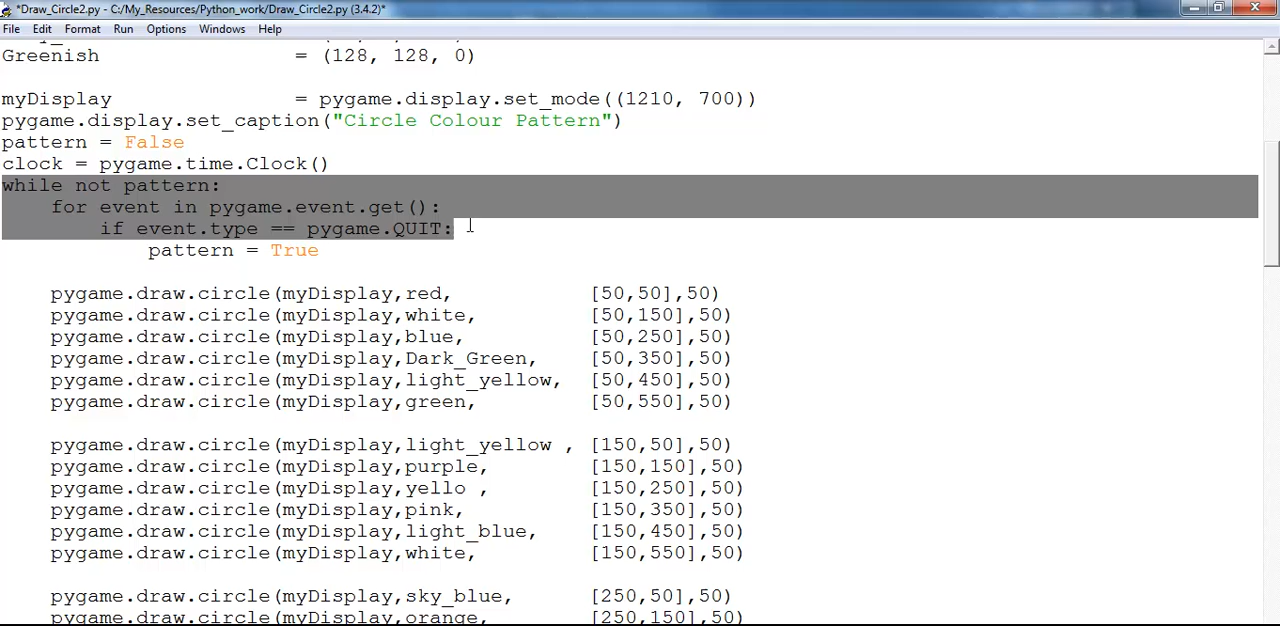 *Draw_Circle2.py - C:/My_Resources/Python_work/Draw_Circle2.py (3.4.2)*
File Edit Format Run Options Windows Help
Greenish = (128, 128, 0)
myDisplay = pygame.display.set_mode((1210, 700))
pygame.display.set_caption("Circle Colour Pattern")
pattern = False
clock = pygame.time.Clock()
while not pattern:
for event in pygame.event.get():
if event.type == pygame.QUIT:
pattern = True
pygame.draw.circle(myDisplay,red, [50,50],50)
pygame.draw.circle(myDisplay,white, [50,150],50)
pygame.draw.circle(myDisplay,blue, [50,250],50)
pygame.draw.circle(myDisplay,Dark_Green, [50,350],50)
pygame.draw.circle(myDisplay,light_yellow, [50,450],50)
pygame.draw.circle(myDisplay,green, [50,550],50)
pygame.draw.circle(myDisplay,light_yellow , [150,50],50)
pygame.draw.circle(myDisplay,purple, [150,150],50)
pygame.draw.circle(myDisplay,yello , [150,250],50)
pygame.draw.circle(myDisplay,pink, [150,350],50)
pygame.draw.circle(myDisplay,light_blue, [150,450],50)
pygame.draw.circle(myDisplay,white, [150,550],50)
pygame.draw.circle(myDisplay,sky_blue, [250,50],50)
pygame.draw.circle(myDisplay,orange, [250,150],50)